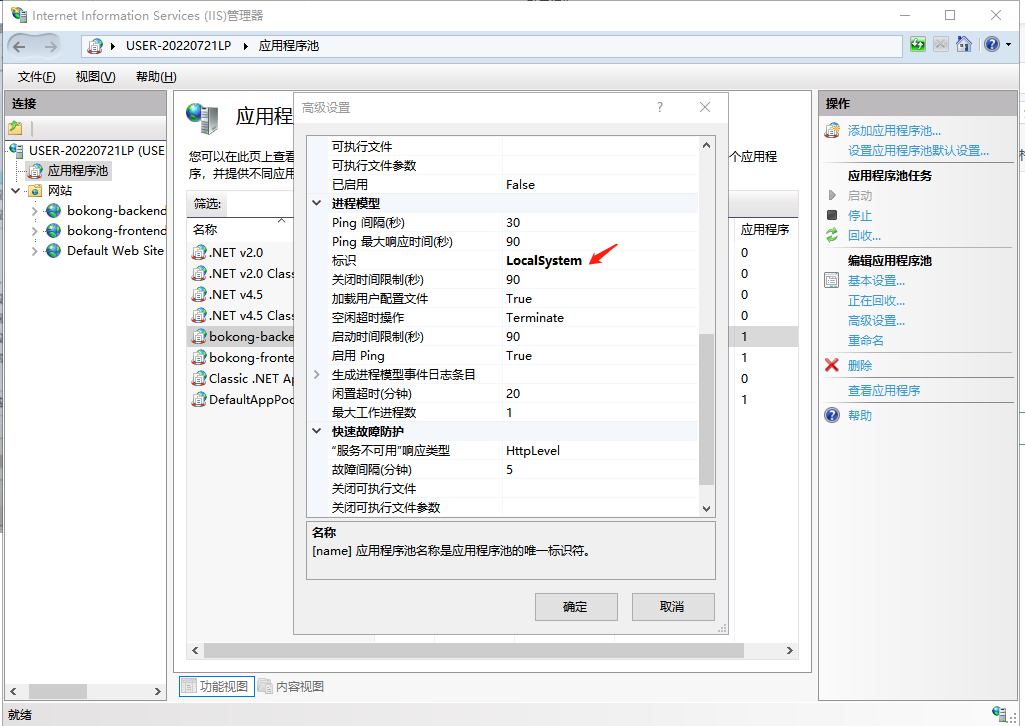 Internet Information Services (IIS)管理器
USER-20220721LP
应用程序池
文件(F)
视图(V)
帮助(H)
连接
USER-20220721LP (USE
应用程序池
网站
bokong-backend
bokong-frontend
Default Web Site
应用程
您可以在此页上查看
个应用程
序，并提供不同应用
筛选:
名称
应用程序
.NET v2.0
0
.NET v2.0 Clas
0
.NET v4.5
0
.NET v4.5 Clas
0
bokong-backe
1
bokong-fronte
1
Classic .NET Ap
0
DefaultAppPoo
1
高级设置
?
可执行文件
可执行文件参数
已启用 False
进程模型
Ping 间隔(秒) 30
Ping 最大响应时间(秒) 90
标识 LocalSystem
关闭时间限制(秒) 90
加载用户配置文件 True
空闲超时操作 Terminate
启动时间限制(秒) 90
启用 Ping True
生成进程模型事件日志条目
闲置超时(分钟) 20
最大工作进程数 1
快速故障防护
“服务不可用”响应类型 HttpLevel
故障间隔(分钟) 5
关闭可执行文件
关闭可执行文件参数
名称
[name] 应用程序池名称是应用程序池的唯一标识符。
确定
取消
功能视图
内容视图
操作
添加应用程序池...
设置应用程序池默认设置...
应用程序池任务
启动
停止
回收...
编辑应用程序池
基本设置...
正在回收...
高级设置...
重命名
删除
查看应用程序
帮助
就绪